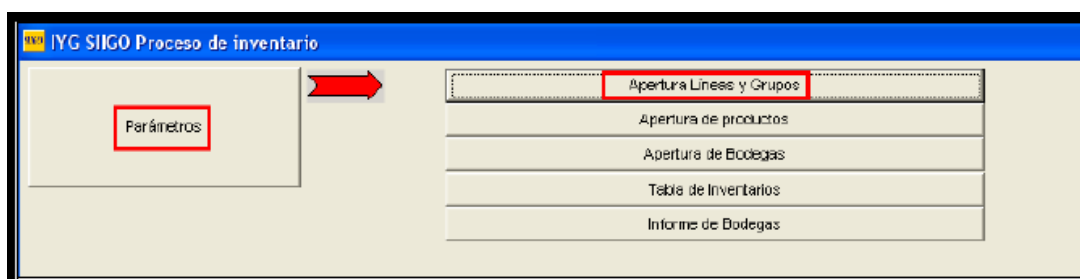 IYG SIIGO Proceso de inventario
Parámetros
Apertura Líneas y Grupos
Apertura de productos
Apertura de Bodegas
Tabla de Inventarios
Informe de Bodegas